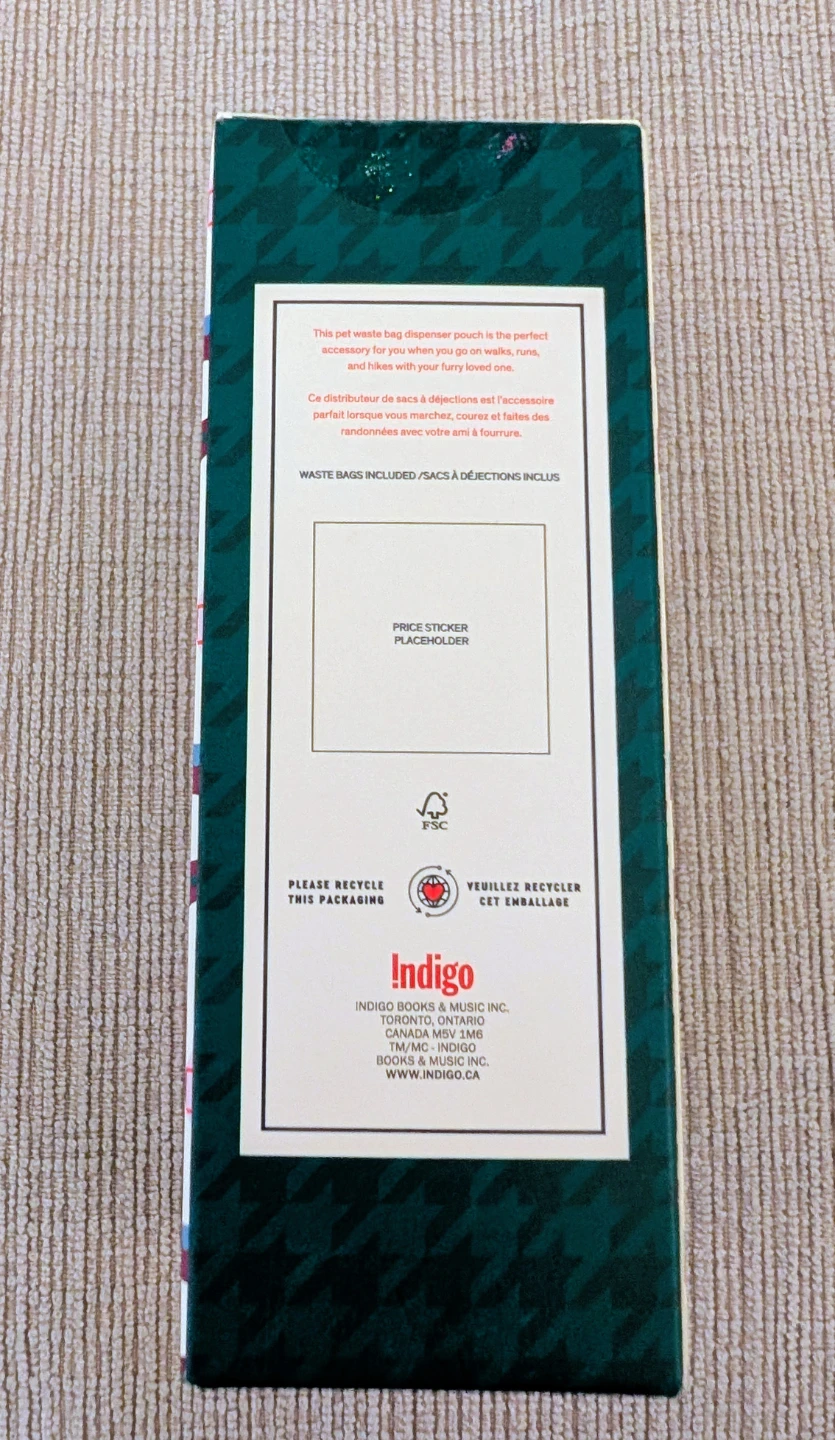 This pet waste bag dispenser pouch is the perfect
accessory for you when you go on walks, runs,
and hikes with your furry loved one.
Ce distributeur de sacs à déjections est l'accessoire
parfait lorsque vous marchez, courez et faites des
randonnées avec votre ami à fourrure.
WASTE BAGS INCLUDED /SACS À DÉJECTIONS INCLUS
PRICE STICKER
PLACEHOLDER
FSC
PLEASE RECYCLE
THIS PACKAGING
VEUILLEZ RECYCLER
CET EMBALLAGE
!ndigo
INDIGO BOOKS & MUSIC INC.
TORONTO, ONTARIO
CANADA M5V 1M6
TM/MC - INDIGO
BOOKS & MUSIC INC.
WWW.INDIGO.CA